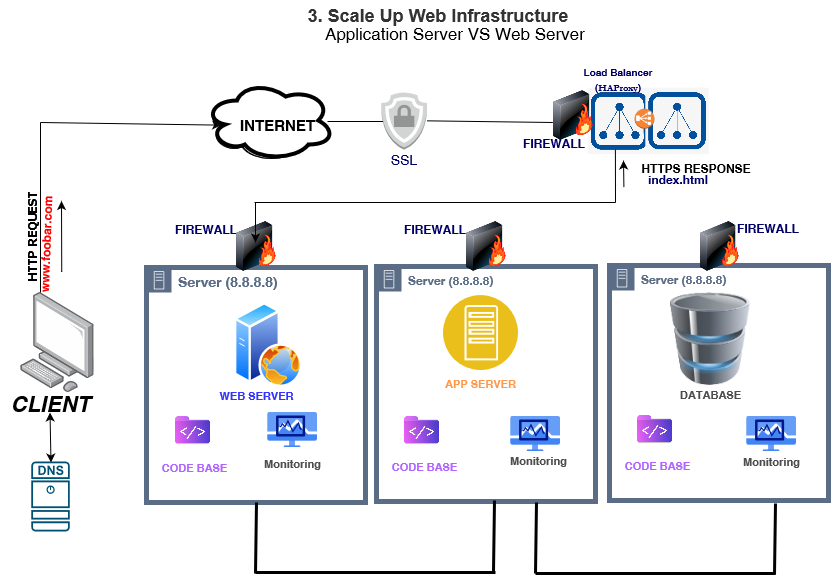 3. Scale Up Web Infrastructure
Application Server VS Web Server
Load Balancer
(HAProxy)
INTERNET
SSL
FIREWALL
HTTPS RESPONSE
index.html
HTTP REQUEST
www.foobar.com
FIREWALL
FIREWALL
FIREWALL
Server (8.8.8.8)
Server (8.8.8.8)
Server (8.8.8.8)
WEB SERVER
APP SERVER
DATABASE
CLIENT
CODE BASE
Monitoring
CODE BASE
Monitoring
CODE BASE
Monitoring
DNS